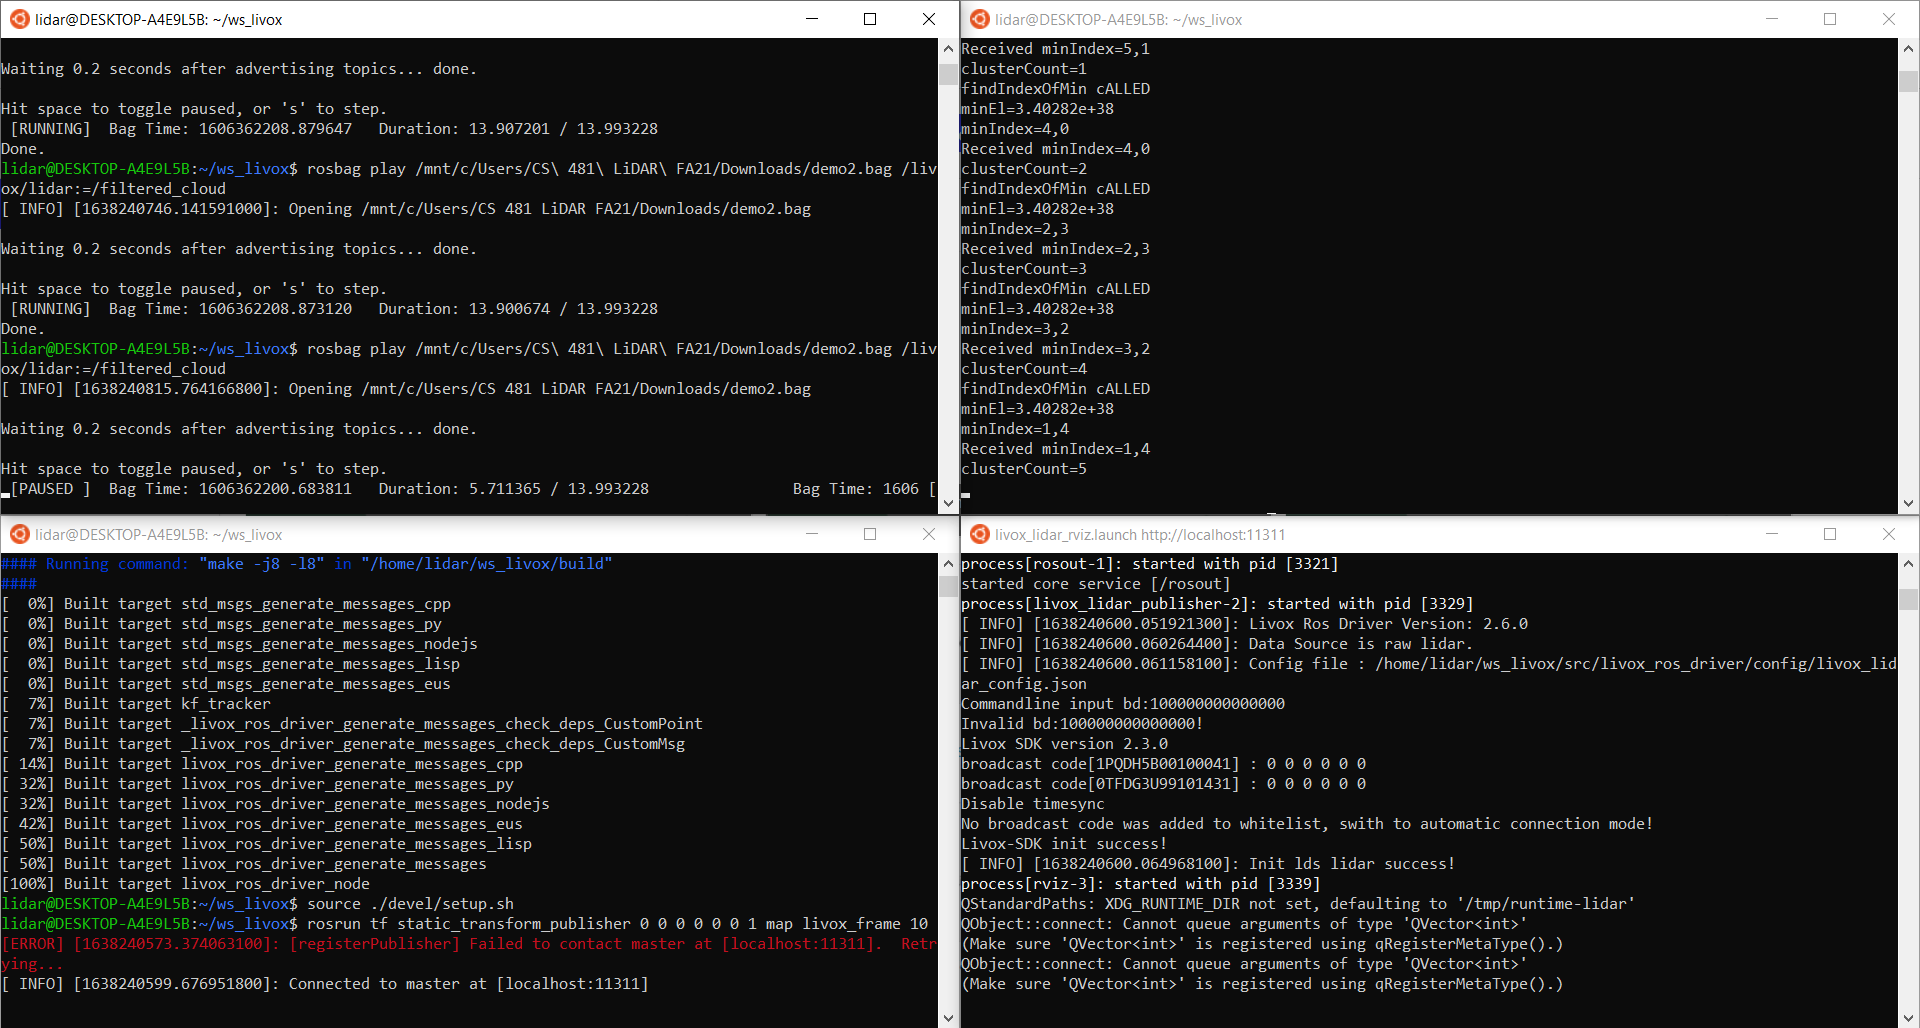 lidar@DESKTOP-A4E9L5B: ~/ws_livox
Waiting 0.2 seconds after advertising topics... done.
Hit space to toggle paused, or 's' to step.
[RUNNING]  Bag Time: 1606362208.879647   Duration: 13.907201 / 13.993228
Done.
lidar@DESKTOP-A4E9L5B:~/ws_livox$ rosbag play /mnt/c/Users/CS\ 481\ LiDAR\ FA21/Downloads/demo2.bag /liv
ox/lidar:=/filtered_cloud
[ INFO] [1638240746.141591000]: Opening /mnt/c/Users/CS 481 LiDAR FA21/Downloads/demo2.bag
Waiting 0.2 seconds after advertising topics... done.
Hit space to toggle paused, or 's' to step.
[RUNNING]  Bag Time: 1606362208.873120   Duration: 13.900674 / 13.993228
Done.
lidar@DESKTOP-A4E9L5B:~/ws_livox$ rosbag play /mnt/c/Users/CS\ 481\ LiDAR\ FA21/Downloads/demo2.bag /liv
ox/lidar:=/filtered_cloud
[ INFO] [1638240815.764166800]: Opening /mnt/c/Users/CS 481 LiDAR FA21/Downloads/demo2.bag
Waiting 0.2 seconds after advertising topics... done.
Hit space to toggle paused, or 's' to step.
[PAUSED ]  Bag Time: 1606362200.683811   Duration: 5.711365 / 13.993228                Bag Time: 1606 [
lidar@DESKTOP-A4E9L5B: ~/ws_livox
Received minIndex=5,1
clusterCount=1
findIndexOfMin cALLED
minEl=3.40282e+38
minIndex=4,0
Received minIndex=4,0
clusterCount=2
findIndexOfMin cALLED
minEl=3.40282e+38
minIndex=2,3
Received minIndex=2,3
clusterCount=3
findIndexOfMin cALLED
minEl=3.40282e+38
minIndex=3,2
Received minIndex=3,2
clusterCount=4
findIndexOfMin cALLED
minEl=3.40282e+38
minIndex=1,4
Received minIndex=1,4
clusterCount=5
lidar@DESKTOP-A4E9L5B: ~/ws_livox
#### Running command: "make -j8 -l8" in "/home/lidar/ws_livox/build"
####
[  0%] Built target std_msgs_generate_messages_cpp
[  0%] Built target std_msgs_generate_messages_py
[  0%] Built target std_msgs_generate_messages_nodejs
[  0%] Built target std_msgs_generate_messages_lisp
[  0%] Built target std_msgs_generate_messages_eus
[  7%] Built target kf_tracker
[  7%] Built target _livox_ros_driver_generate_messages_check_deps_CustomPoint
[  7%] Built target _livox_ros_driver_generate_messages_check_deps_CustomMsg
[ 14%] Built target livox_ros_driver_generate_messages_cpp
[ 32%] Built target livox_ros_driver_generate_messages_py
[ 32%] Built target livox_ros_driver_generate_messages_nodejs
[ 42%] Built target livox_ros_driver_generate_messages_eus
[ 50%] Built target livox_ros_driver_generate_messages_lisp
[ 50%] Built target livox_ros_driver_generate_messages
[100%] Built target livox_ros_driver_node
lidar@DESKTOP-A4E9L5B:~/ws_livox$ source ./devel/setup.sh
lidar@DESKTOP-A4E9L5B:~/ws_livox$ rosrun tf static_transform_publisher 0 0 0 0 0 0 1 map livox_frame 10
[ERROR] [1638240573.374063100]: [registerPublisher] Failed to contact master at [localhost:11311].  Retr
ying...
[ INFO] [1638240599.676951800]: Connected to master at [localhost:11311]
livox_lidar_rviz.launch http://localhost:11311
process[rosout-1]: started with pid [3321]
started core service [/rosout]
process[livox_lidar_publisher-2]: started with pid [3329]
[ INFO] [1638240600.051921300]: Livox Ros Driver Version: 2.6.0
[ INFO] [1638240600.060264400]: Data Source is raw lidar.
[ INFO] [1638240600.061158100]: Config file : /home/lidar/ws_livox/src/livox_ros_driver/config/livox_lid
ar_config.json
Commandline input bd:100000000000000
Invalid bd:100000000000000!
Livox SDK version 2.3.0
broadcast code[1PQDH5B00100041] : 0 0 0 0 0 0
broadcast code[0TFDG3U99101431] : 0 0 0 0 0 0
Disable timesync
No broadcast code was added to whitelist, swith to automatic connection mode!
Livox-SDK init success!
[ INFO] [1638240600.064968100]: Init lds lidar success!
process[rviz-3]: started with pid [3339]
QStandardPaths: XDG_RUNTIME_DIR not set, defaulting to '/tmp/runtime-lidar'
QObject::connect: Cannot queue arguments of type 'QVector<int>'
(Make sure 'QVector<int>' is registered using qRegisterMetaType().)
QObject::connect: Cannot queue arguments of type 'QVector<int>'
(Make sure 'QVector<int>' is registered using qRegisterMetaType().)